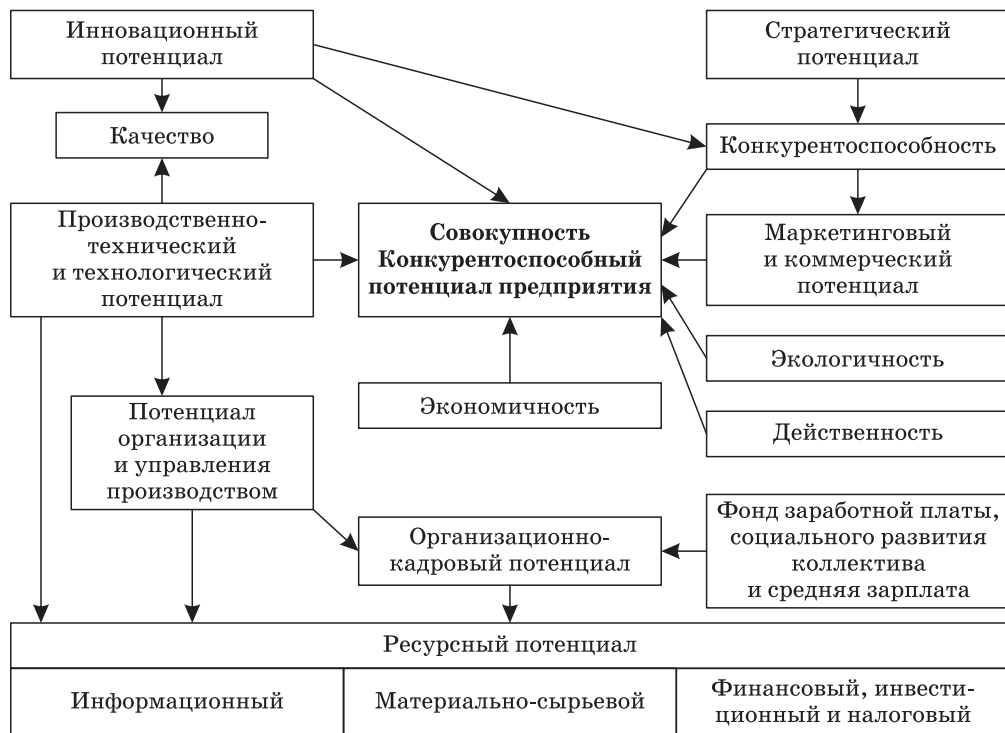 Инновационный
потенциал
Стратегический
потенциал
Качество
Конкурентоспособность
Производственно-
технический
и технологический
потенциал
Совокупность
Конкурентоспособный
потенциал предприятия
Маркетинговый
и коммерческий
потенциал
Экологичность
Экономичность
Действенность
Потенциал
организации
и управления
производством
Организационно-
кадровый потенциал
Фонд заработной платы,
социального развития
коллектива
и средняя зарплата
Ресурсный потенциал
Информационный
Материально-сырьевой
Финансовый, инвести-
ционный и налоговый